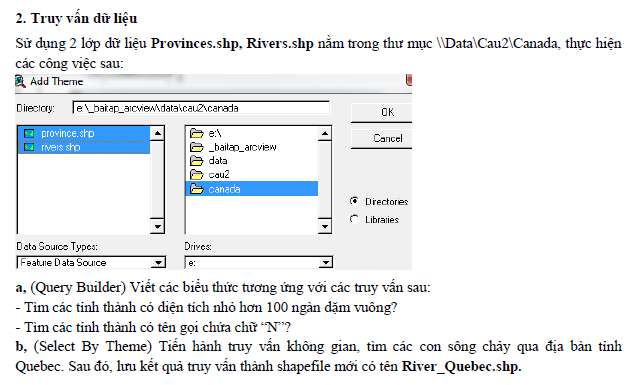 2. Truy vấn dữ liệu
Sử dụng 2 lớp dữ liệu Provinces.shp, Rivers.shp nằm trong thư mục \\Data\Cau2\Canada, thực hiện
các công việc sau:
Add Theme
Directory: e:\_baitap_arcview\data\cau2\canada
OK
Cancel
province.shp
rivers.shp
e:\
_baitap_arcview
data
cau2
canada
Directories
Libraries
Data Source Types:
Feature Data Source
Drives:
e:
a, (Query Builder) Viết các biểu thức tương ứng với các truy vấn sau:
- Tìm các tỉnh thành có diện tích nhỏ hơn 100 ngàn dặm vuông?
- Tìm các tỉnh thành có tên gọi chứa chữ “N”?
b, (Select By Theme) Tiến hành truy vấn không gian, tìm các con sông chảy qua địa bàn tỉnh
Quebec. Sau đó, lưu kết quả truy vấn thành shapefile mới có tên River_Quebec.shp.